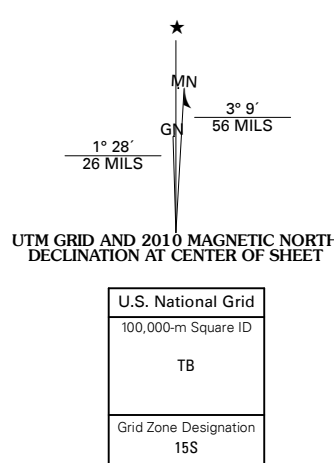 MN
GN
3° 9´
56 MILS
1° 28´
26 MILS
UTM GRID AND 2010 MAGNETIC NORTH
DECLINATION AT CENTER OF SHEET
U.S. National Grid
100,000-m Square ID
TB
Grid Zone Designation
15S